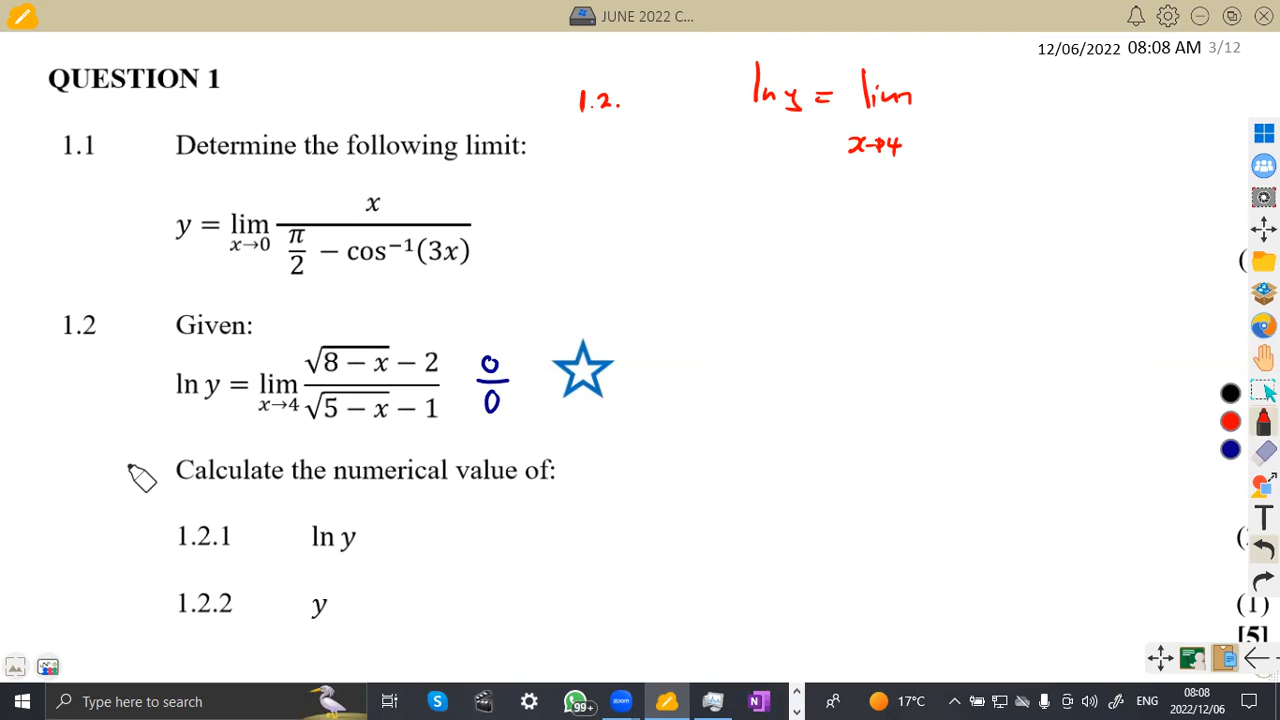 JUNE 2022 C...
12/06/2022 08:08 AM 3/12
QUESTION 1
1.2. ln y = lim
x→4
1.1 Determine the following limit:
y = lim x→0 x / (π/2 − cos⁻¹(3x))
(
1.2 Given:
ln y = lim x→4 (√(8 − x) − 2) / (√(5 − x) − 1) 0/0
Calculate the numerical value of:
1.2.1 ln y
1.2.2 y (1)
[5]
T
Type here to search
99+
zoom
17°C
ENG
08:08
2022/12/06